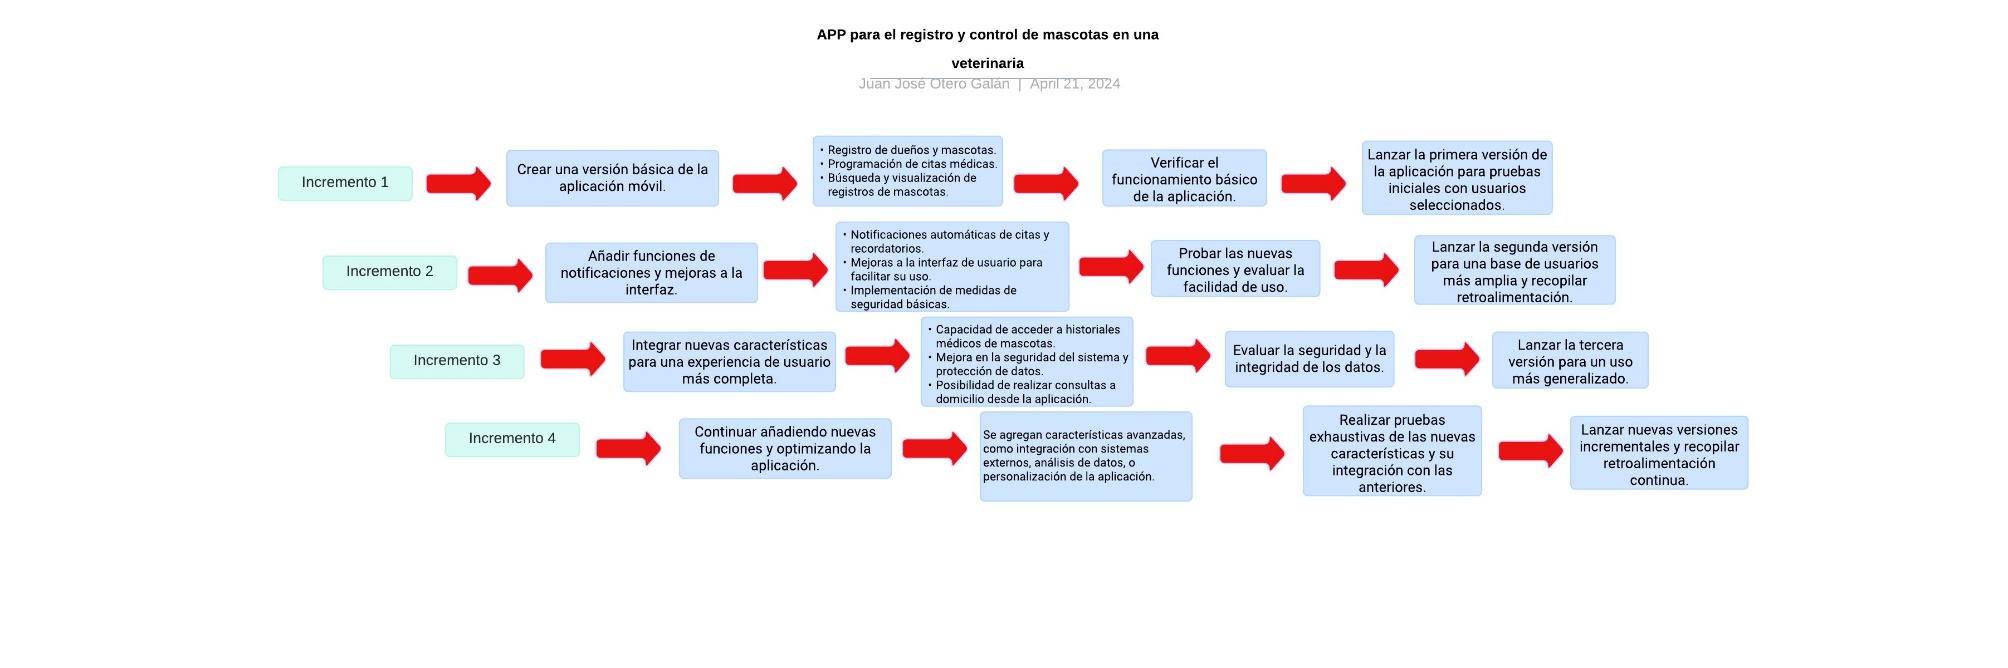 APP para el registro y control de mascotas en una
veterinaria
Juan José Otero Galán | April 21, 2024
Incremento 1
Crear una versión básica de la
aplicación móvil.
• Registro de dueños y mascotas.
• Programación de citas médicas.
• Búsqueda y visualización de
registros de mascotas.
Verificar el
funcionamiento básico
de la aplicación.
Lanzar la primera versión de
la aplicación para pruebas
iniciales con usuarios
seleccionados.
Incremento 2
Añadir funciones de
notificaciones y mejoras a la
interfaz.
• Notificaciones automáticas de citas y
recordatorios.
• Mejoras a la interfaz de usuario para
facilitar su uso.
• Implementación de medidas de
seguridad básicas.
Probar las nuevas
funciones y evaluar la
facilidad de uso.
Lanzar la segunda versión
para una base de usuarios
más amplia y recopilar
retroalimentación.
Incremento 3
Integrar nuevas características
para una experiencia de usuario
más completa.
• Capacidad de acceder a historiales
médicos de mascotas.
• Mejora en la seguridad del sistema y
protección de datos.
• Posibilidad de realizar consultas a
domicilio desde la aplicación.
Evaluar la seguridad y la
integridad de los datos.
Lanzar la tercera
versión para un uso
más generalizado.
Incremento 4
Continuar añadiendo nuevas
funciones y optimizando la
aplicación.
Se agregan características avanzadas,
como integración con sistemas
externos, análisis de datos, o
personalización de la aplicación.
Realizar pruebas
exhaustivas de las nuevas
características y su
integración con las
anteriores.
Lanzar nuevas versiones
incrementales y recopilar
retroalimentación
continua.